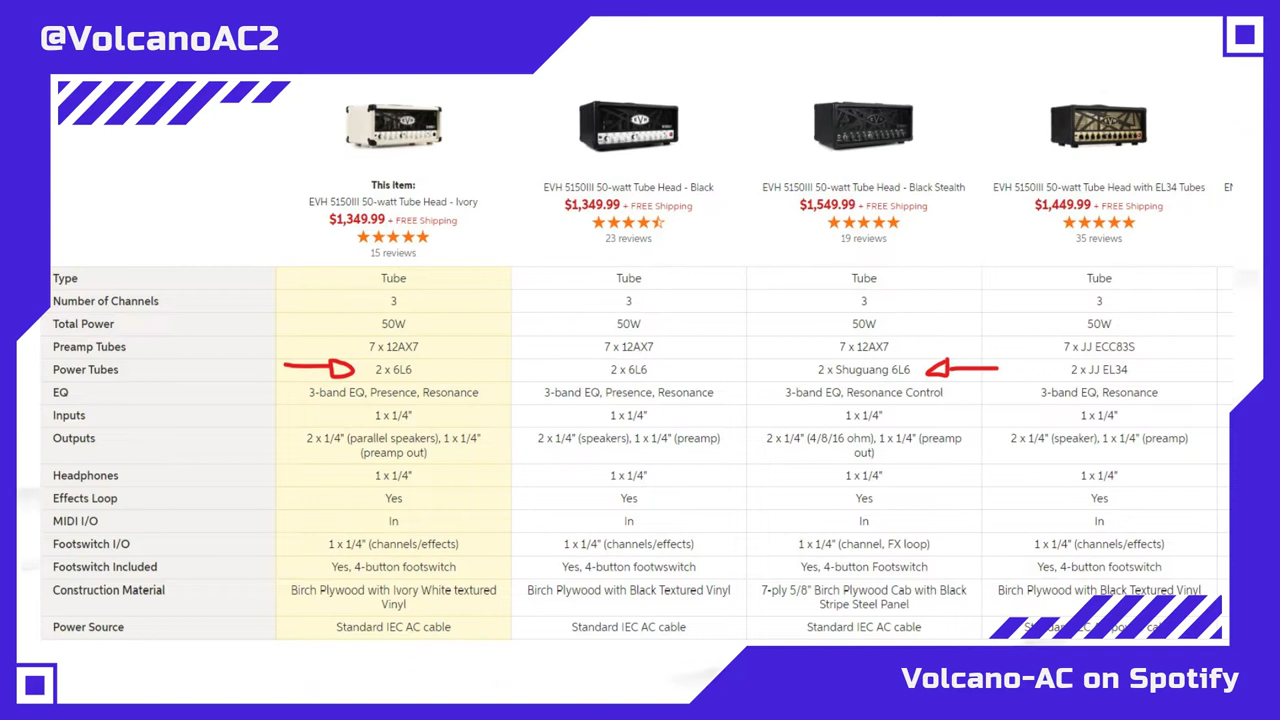 @VolcanoAC2
This Item:
EVH 5150III 50-watt Tube Head - Ivory
$1,349.99 + FREE Shipping
15 reviews
EVH 5150III 50-watt Tube Head - Black
$1,349.99 + FREE Shipping
23 reviews
EVH 5150III 50-watt Tube Head - Black Stealth
$1,549.99 + FREE Shipping
19 reviews
EVH 5150III 50-watt Tube Head with EL34 Tubes
$1,449.99 + FREE Shipping
35 reviews
Type Tube Tube Tube Tube
Number of Channels 3 3 3 3
Total Power 50W 50W 50W 50W
Preamp Tubes 7 x 12AX7 7 x 12AX7 7 x 12AX7 7 x JJ ECC83S
Power Tubes 2 x 6L6 2 x 6L6 2 x Shuguang 6L6 2 x JJ EL34
EQ 3-band EQ, Presence, Resonance 3-band EQ, Presence, Resonance 3-band EQ, Resonance Control 3-band EQ, Resonance
Inputs 1 x 1/4" 1 x 1/4" 1 x 1/4" 1 x 1/4"
Outputs 2 x 1/4" (parallel speakers), 1 x 1/4" 2 x 1/4" (speakers), 1 x 1/4" (preamp) 2 x 1/4" (4/8/16 ohm), 1 x 1/4" (preamp 2 x 1/4" (speaker), 1 x 1/4" (preamp)
(preamp out) out)
Headphones 1 x 1/4" 1 x 1/4" 1 x 1/4" 1 x 1/4"
Effects Loop Yes Yes Yes Yes
MIDI I/O In In In In
Footswitch I/O 1 x 1/4" (channels/effects) 1 x 1/4" (channels/effects) 1 x 1/4" (channel, FX loop) 1 x 1/4" (channels/effects)
Footswitch Included Yes, 4-button footswitch Yes, 4-button footwswitch Yes, 4-button Footswitch Yes, 4-button footswitch
Construction Material Birch Plywood with Ivory White textured Birch Plywood with Black Textured Vinyl 7-ply 5/8" Birch Plywood Cab with Black Birch Plywood with Black Textured Vinyl
Vinyl Stripe Steel Panel
Power Source Standard IEC AC cable Standard IEC AC cable Standard IEC AC cable
Volcano-AC on Spotify